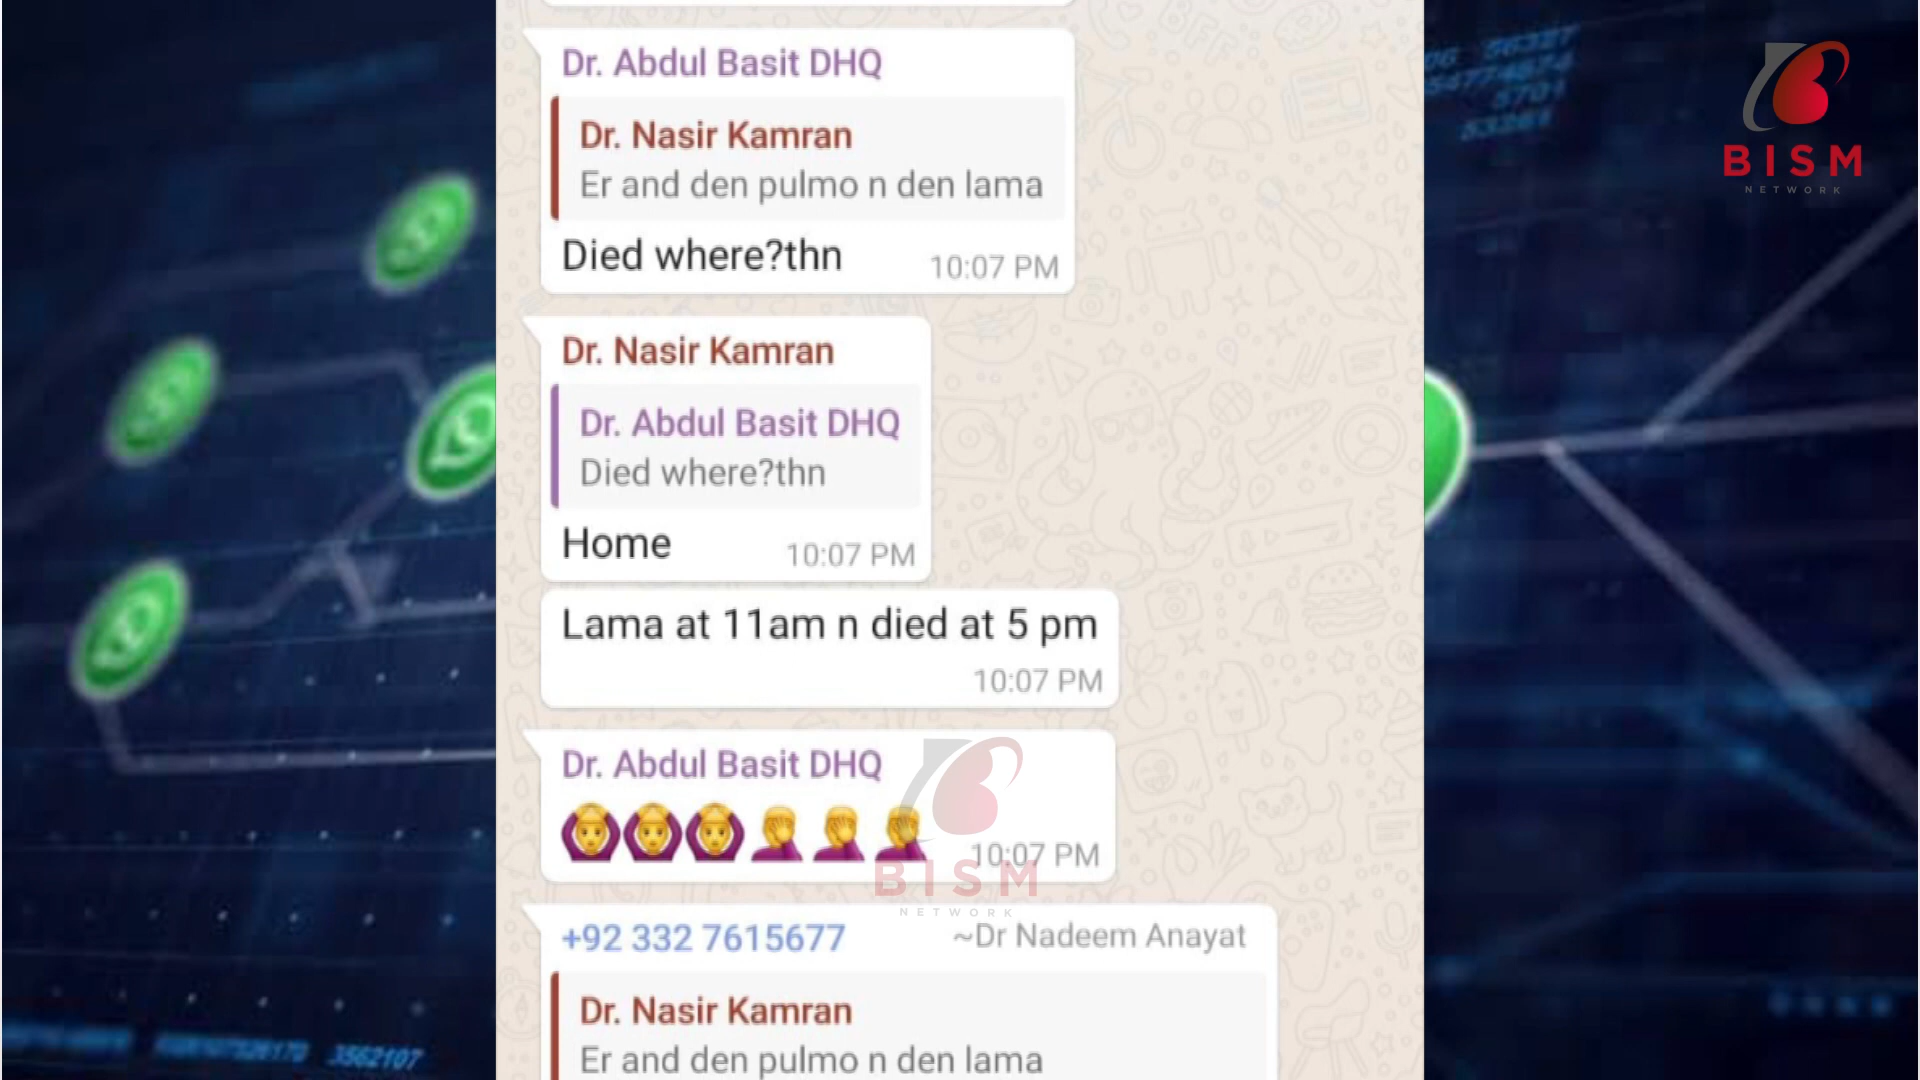 Dr. Abdul Basit DHQ
Dr. Nasir Kamran
Er and den pulmo n den lama
Died where?thn
10:07 PM
Dr. Nasir Kamran
Dr. Abdul Basit DHQ
Died where?thn
Home
10:07 PM
Lama at 11am n died at 5 pm
10:07 PM
Dr. Abdul Basit DHQ
🙆🙆🙆🤦🤦🤦
10:07 PM
+92 332 7615677 ~Dr Nadeem Anayat
Dr. Nasir Kamran
Er and den pulmo n den lama
BISM
NETWORK
BISM
NETWORK
3562107